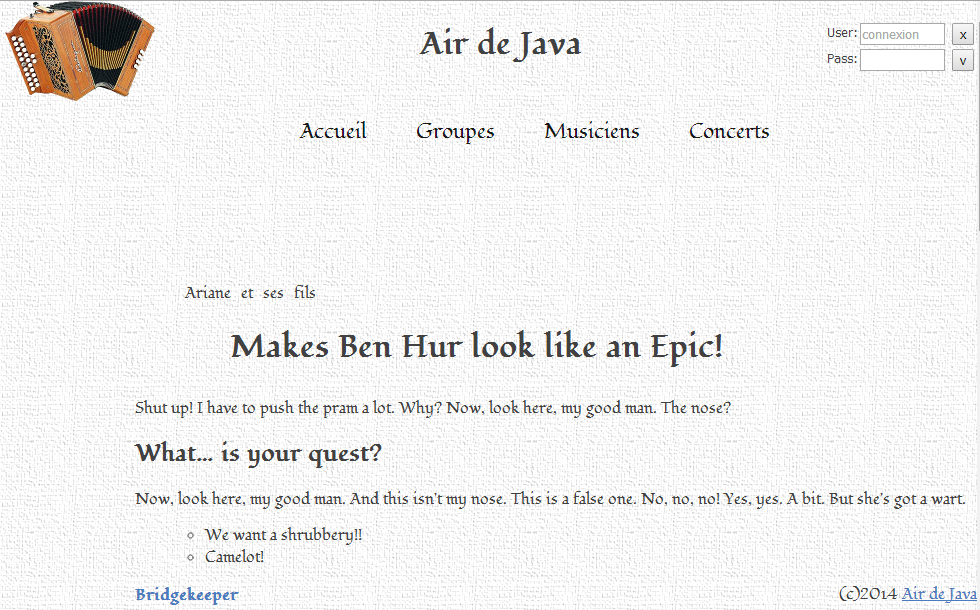 Air de Java
User: connexion x
Pass: v
Accueil Groupes Musiciens Concerts
Ariane et ses fils
Makes Ben Hur look like an Epic!
Shut up! I have to push the pram a lot. Why? Now, look here, my good man. The nose?
What... is your quest?
Now, look here, my good man. And this isn't my nose. This is a false one. No, no, no! Yes, yes. A bit. But she's got a wart.
We want a shrubbery!!
Camelot!
Bridgekeeper
(c)2014 Air de Java